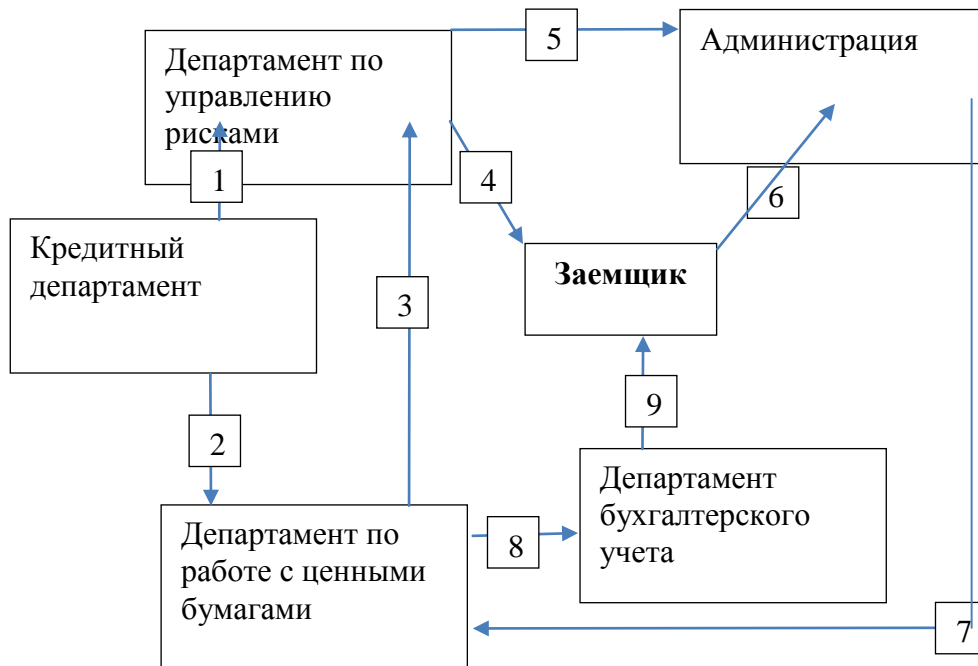 5
Администрация
Департамент по
управлению
рисками
1
4
6
Кредитный
департамент
Заемщик
3
9
2
Департамент
бухгалтерского
учета
Департамент по
работе с ценными
бумагами
8
7